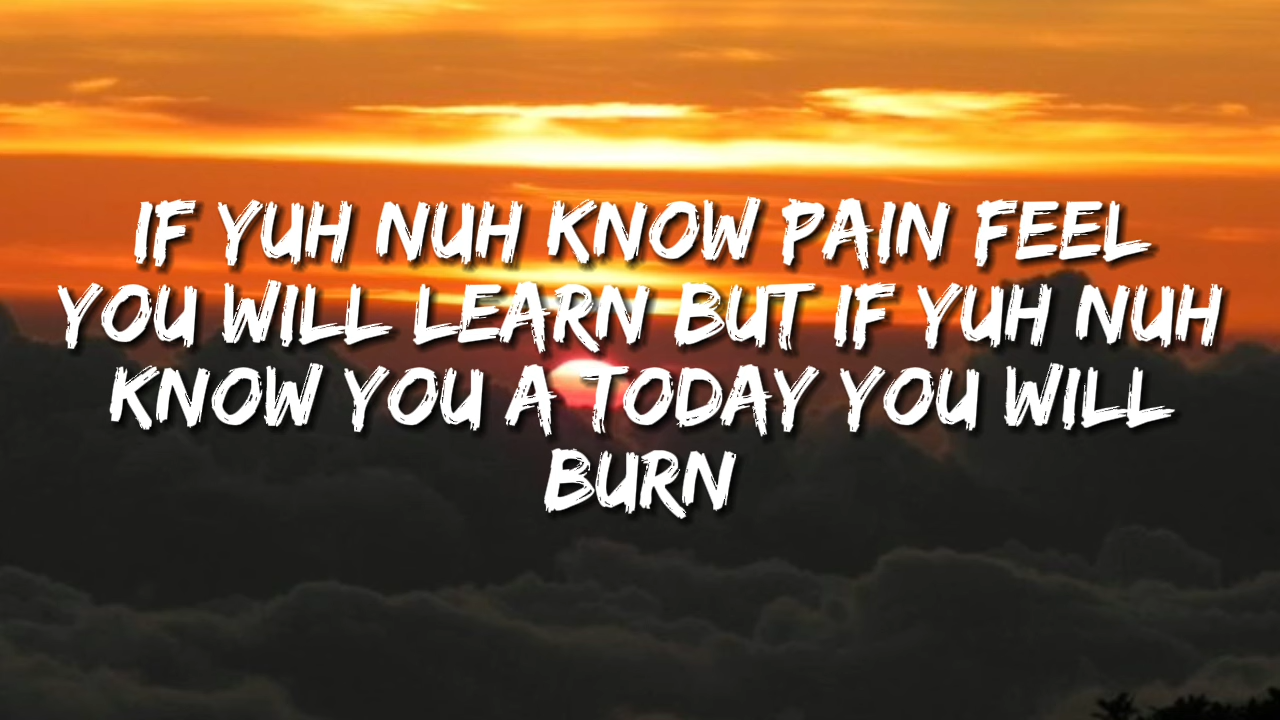 IF YUH NUH KNOW PAIN FEEL
YOU WILL LEARN BUT IF YUH NUH
KNOW YOU A TODAY YOU WILL
BURN